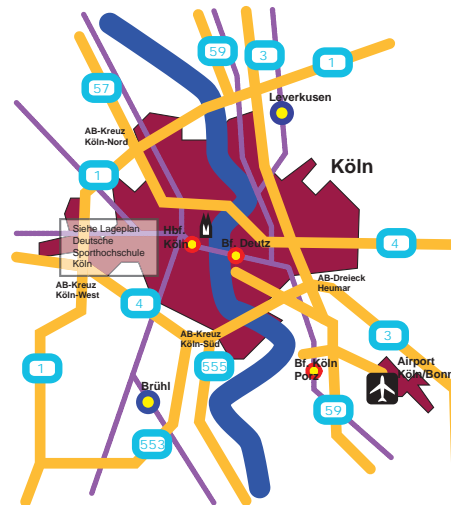 59
3
1
57
Leverkusen
AB-Kreuz
Köln-Nord
Köln
1
Siehe Lageplan
Deutsche
Sporthochschule
Köln
Hbf.
Köln
Bf. Deutz
4
AB-Kreuz
Köln-West
AB-Dreieck
Heumar
4
AB-Kreuz
Köln-Süd
3
1
555
Bf. Köln
Porz
Airport
Köln/Bonn
Brühl
59
553